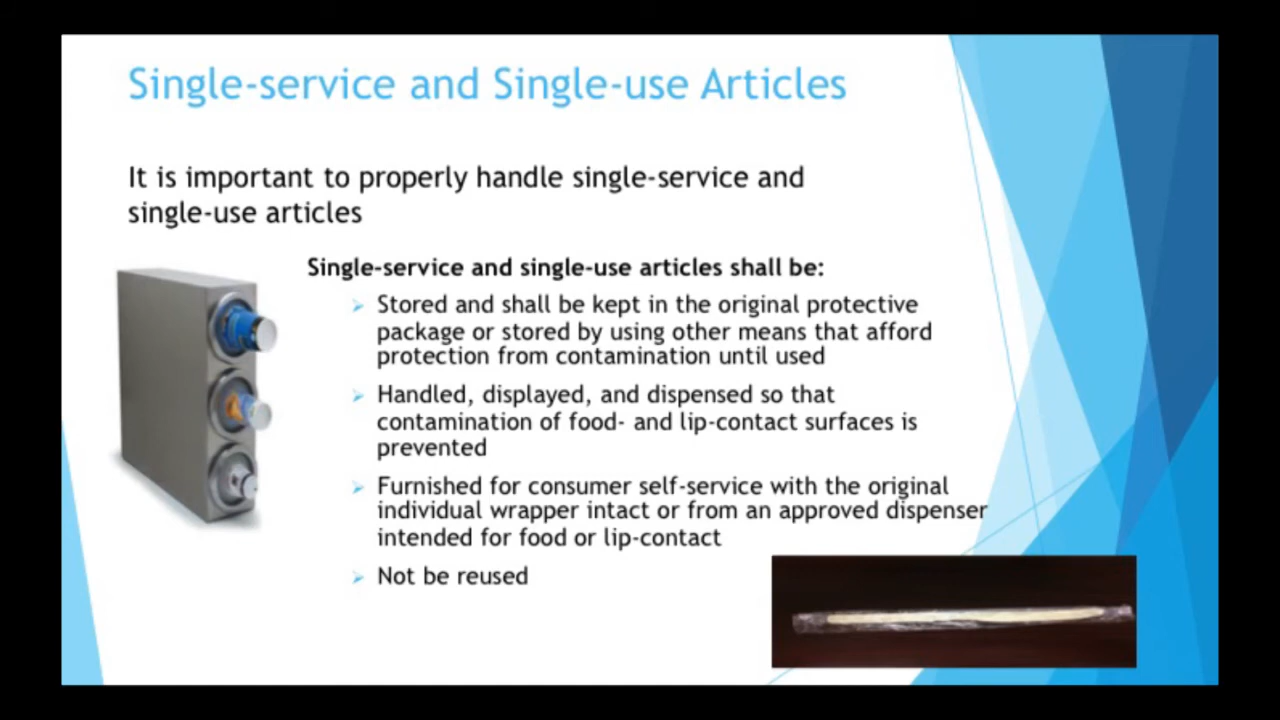 Single-service and Single-use Articles
It is important to properly handle single-service and
single-use articles
Single-service and single-use articles shall be:
Stored and shall be kept in the original protective
package or stored by using other means that afford
protection from contamination until used
Handled, displayed, and dispensed so that
contamination of food- and lip-contact surfaces is
prevented
Furnished for consumer self-service with the original
individual wrapper intact or from an approved dispenser
intended for food or lip-contact
Not be reused